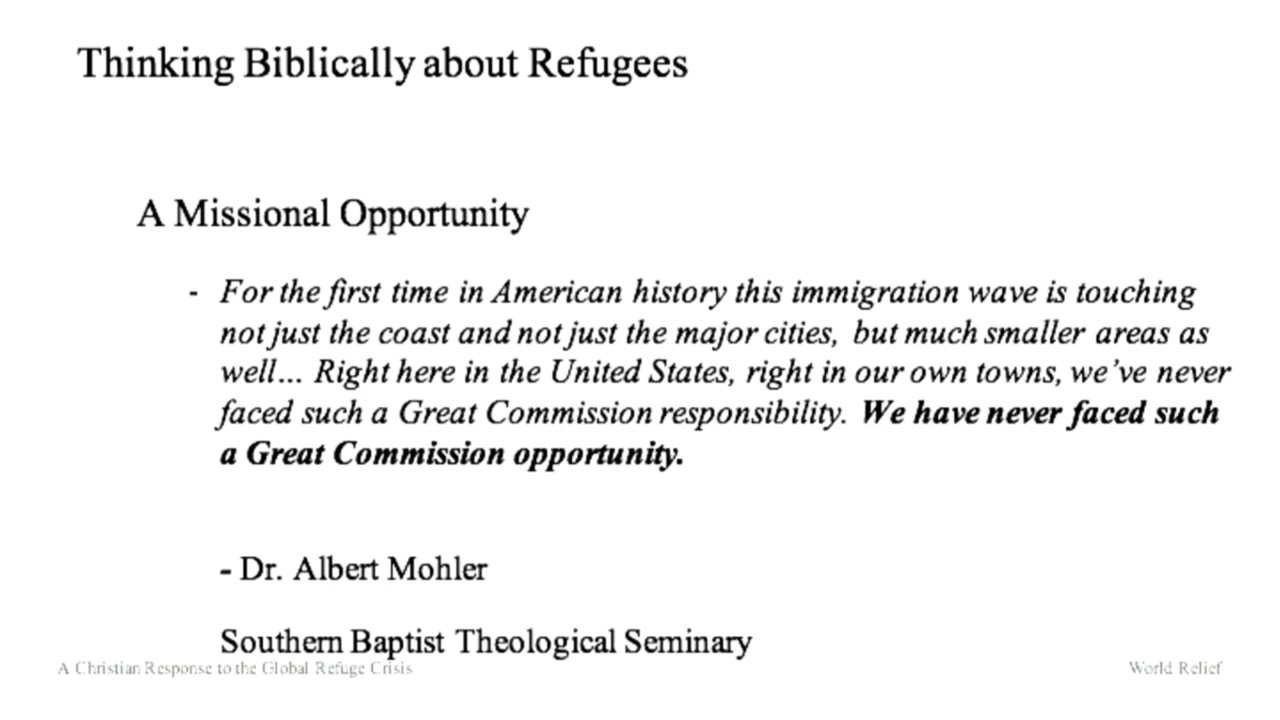 Thinking Biblically about Refugees
A Missional Opportunity
- For the first time in American history this immigration wave is touching
not just the coast and not just the major cities, but much smaller areas as
well... Right here in the United States, right in our own towns, we've never
faced such a Great Commission responsibility. We have never faced such
a Great Commission opportunity.
- Dr. Albert Mohler
Southern Baptist Theological Seminary
A Christian Response to the Global Refuge Crisis
World Relief